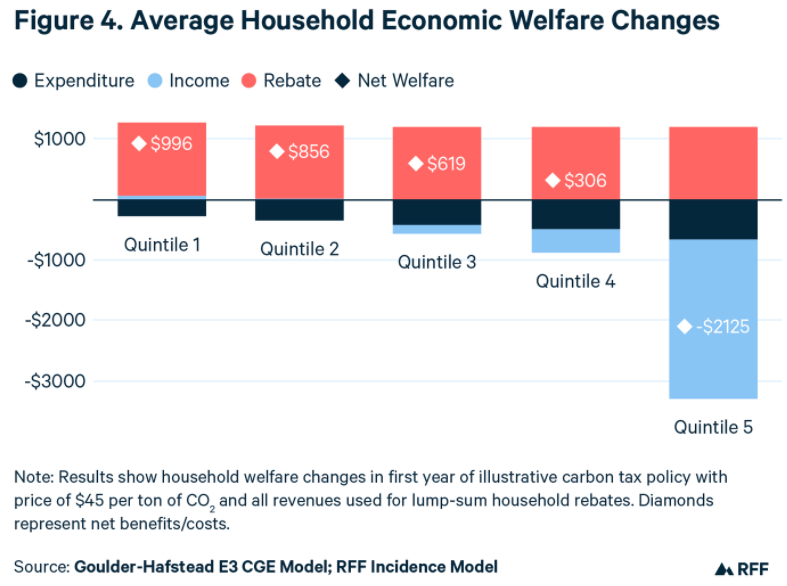 Figure 4. Average Household Economic Welfare Changes
Expenditure Income Rebate Net Welfare
$1000
-$1000
-$2000
-$3000
$996
$856
$619
$306
-$2125
Quintile 1
Quintile 2
Quintile 3
Quintile 4
Quintile 5
Note: Results show household welfare changes in first year of illustrative carbon tax policy with
price of $45 per ton of CO₂ and all revenues used for lump-sum household rebates. Diamonds
represent net benefits/costs.
Source: Goulder-Hafstead E3 CGE Model; RFF Incidence Model
RFF